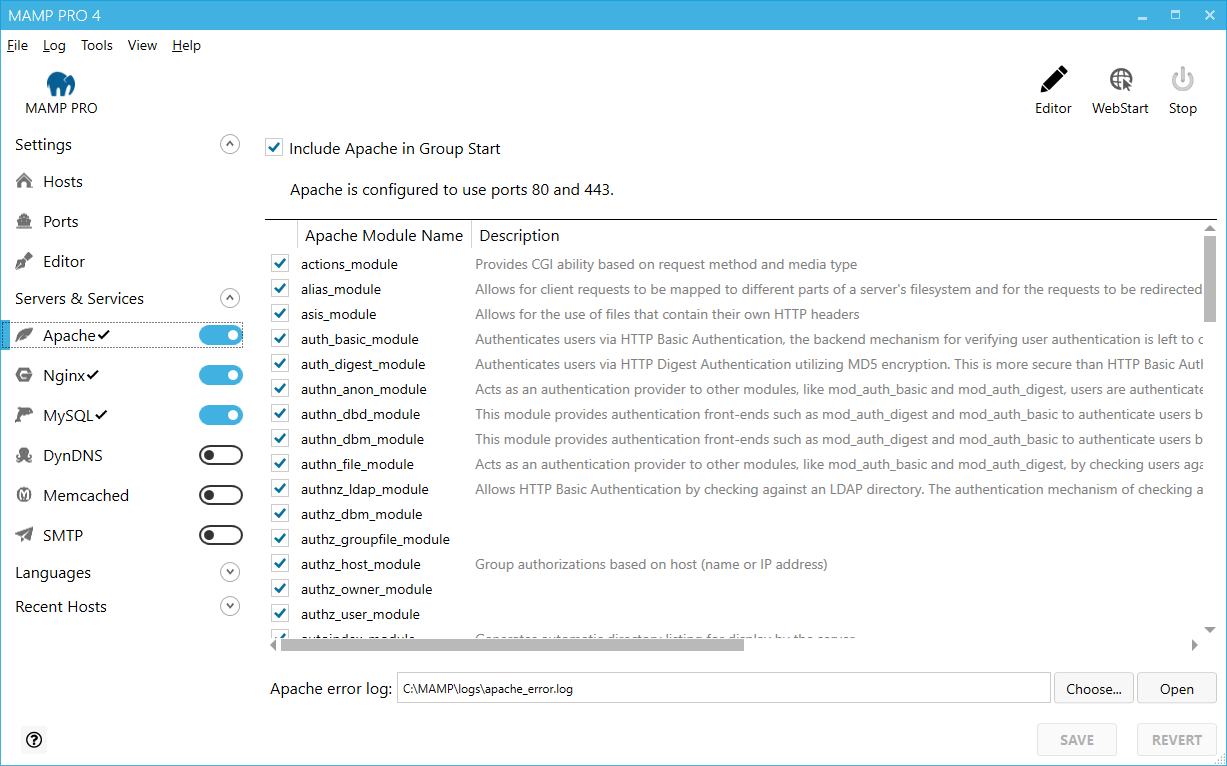 MAMP PRO 4
File Log Tools View Help
MAMP PRO
Editor WebStart Stop
Settings
Hosts
Ports
Editor
Servers & Services
Apache
Nginx
MySQL
DynDNS
Memcached
SMTP
Languages
Recent Hosts
Include Apache in Group Start
Apache is configured to use ports 80 and 443.
Apache Module Name Description
actions_module Provides CGI ability based on request method and media type
alias_module Allows for client requests to be mapped to different parts of a server's filesystem and for the requests to be redirected
asis_module Allows for the use of files that contain their own HTTP headers
auth_basic_module Authenticates users via HTTP Basic Authentication, the backend mechanism for verifying user authentication is left to
auth_digest_module Authenticates users via HTTP Digest Authentication utilizing MD5 encryption. This is more secure than HTTP Basic
authn_anon_module Acts as an authentication provider to other modules, like mod_auth_basic and mod_auth_digest, users are authenticate
authn_dbd_module This module provides authentication front-ends such as mod_auth_digest and mod_auth_basic to authenticate users b
authn_dbm_module This module provides authentication front-ends such as mod_auth_digest and mod_auth_basic to authenticate users b
authn_file_module Acts as an authentication provider to other modules, like mod_auth_basic and mod_auth_digest, by checking users aga
authnz_ldap_module Allows HTTP Basic Authentication by checking against an LDAP directory. The authentication mechanism of checking a
authz_dbm_module
authz_groupfile_module
authz_host_module Group authorizations based on host (name or IP address)
authz_owner_module
authz_user_module
autoindex_module Generates automatic directory listing for display by the server
Apache error log: C:\MAMP\logs\apache_error.log Choose... Open
SAVE REVERT